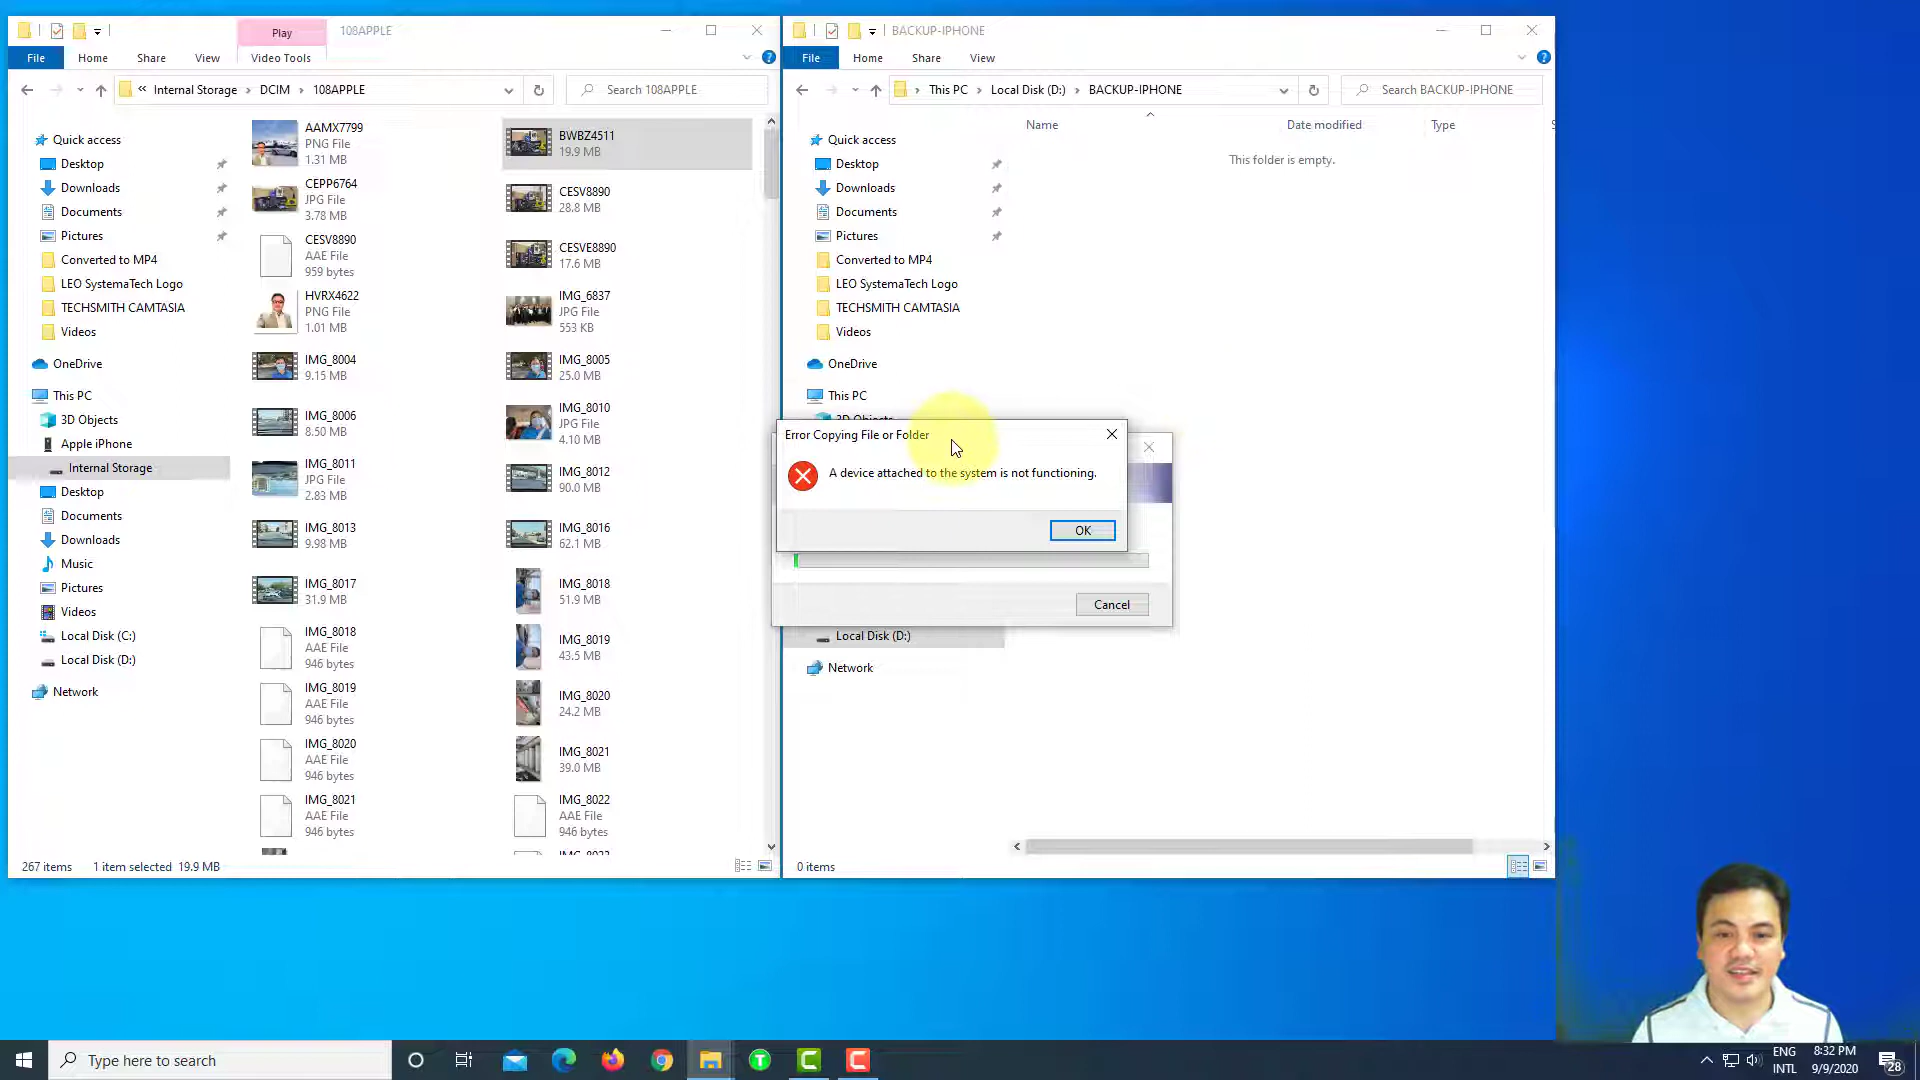 Play
108APPLE
File
Home
Share
View
Video Tools
« Internal Storage › DCIM › 108APPLE
Search 108APPLE
Quick access
Desktop
Downloads
Documents
Pictures
Converted to MP4
LEO SystemaTech Logo
TECHSMITH CAMTASIA
Videos
OneDrive
This PC
3D Objects
Apple iPhone
Internal Storage
Desktop
Documents
Downloads
Music
Pictures
Videos
Local Disk (C:)
Local Disk (D:)
Network
AAMX7799
PNG File
1.31 MB
BWBZ4511
19.9 MB
CEPP6764
JPG File
3.78 MB
CESV8890
28.8 MB
CESV8890
AAE File
959 bytes
CESVE8890
17.6 MB
HVRX4622
PNG File
1.01 MB
IMG_6837
JPG File
553 KB
IMG_8004
9.15 MB
IMG_8005
25.0 MB
IMG_8006
8.50 MB
IMG_8010
JPG File
4.10 MB
IMG_8011
JPG File
2.83 MB
IMG_8012
90.0 MB
IMG_8013
9.98 MB
IMG_8016
62.1 MB
IMG_8017
31.9 MB
IMG_8018
51.9 MB
IMG_8018
AAE File
946 bytes
IMG_8019
43.5 MB
IMG_8019
AAE File
946 bytes
IMG_8020
24.2 MB
IMG_8020
AAE File
946 bytes
IMG_8021
39.0 MB
IMG_8021
AAE File
946 bytes
IMG_8022
AAE File
946 bytes
267 items
1 item selected 19.9 MB
BACKUP-IPHONE
File
Home
Share
View
› This PC › Local Disk (D:) › BACKUP-IPHONE
Search BACKUP-IPHONE
Name
Date modified
Type
This folder is empty.
Quick access
Desktop
Downloads
Documents
Pictures
Converted to MP4
LEO SystemaTech Logo
TECHSMITH CAMTASIA
Videos
OneDrive
This PC
3D Objects
Local Disk (D:)
Network
0 items
Error Copying File or Folder
A device attached to the system is not functioning.
OK
Cancel
Type here to search
ENG
INTL
8:32 PM
9/9/2020
28